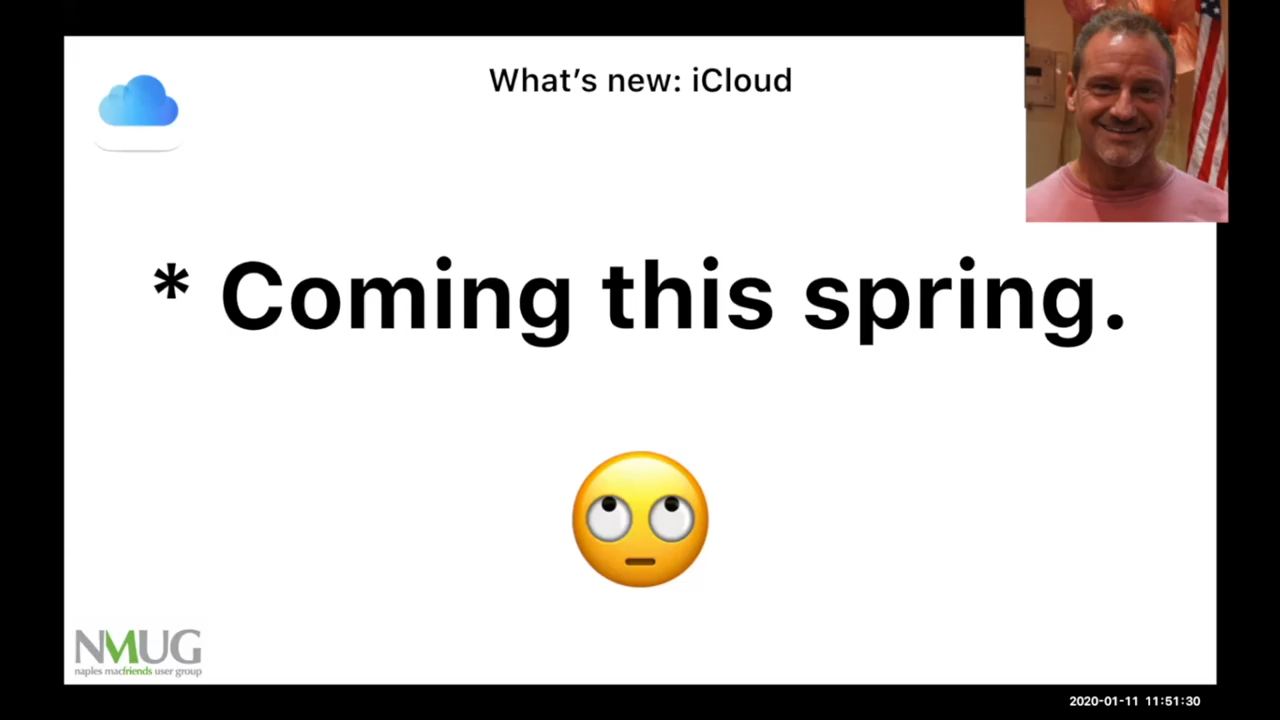 What’s new: iCloud
* Coming this spring.
NMUG
naples macfriends user group
2020-01-11 11:51:30